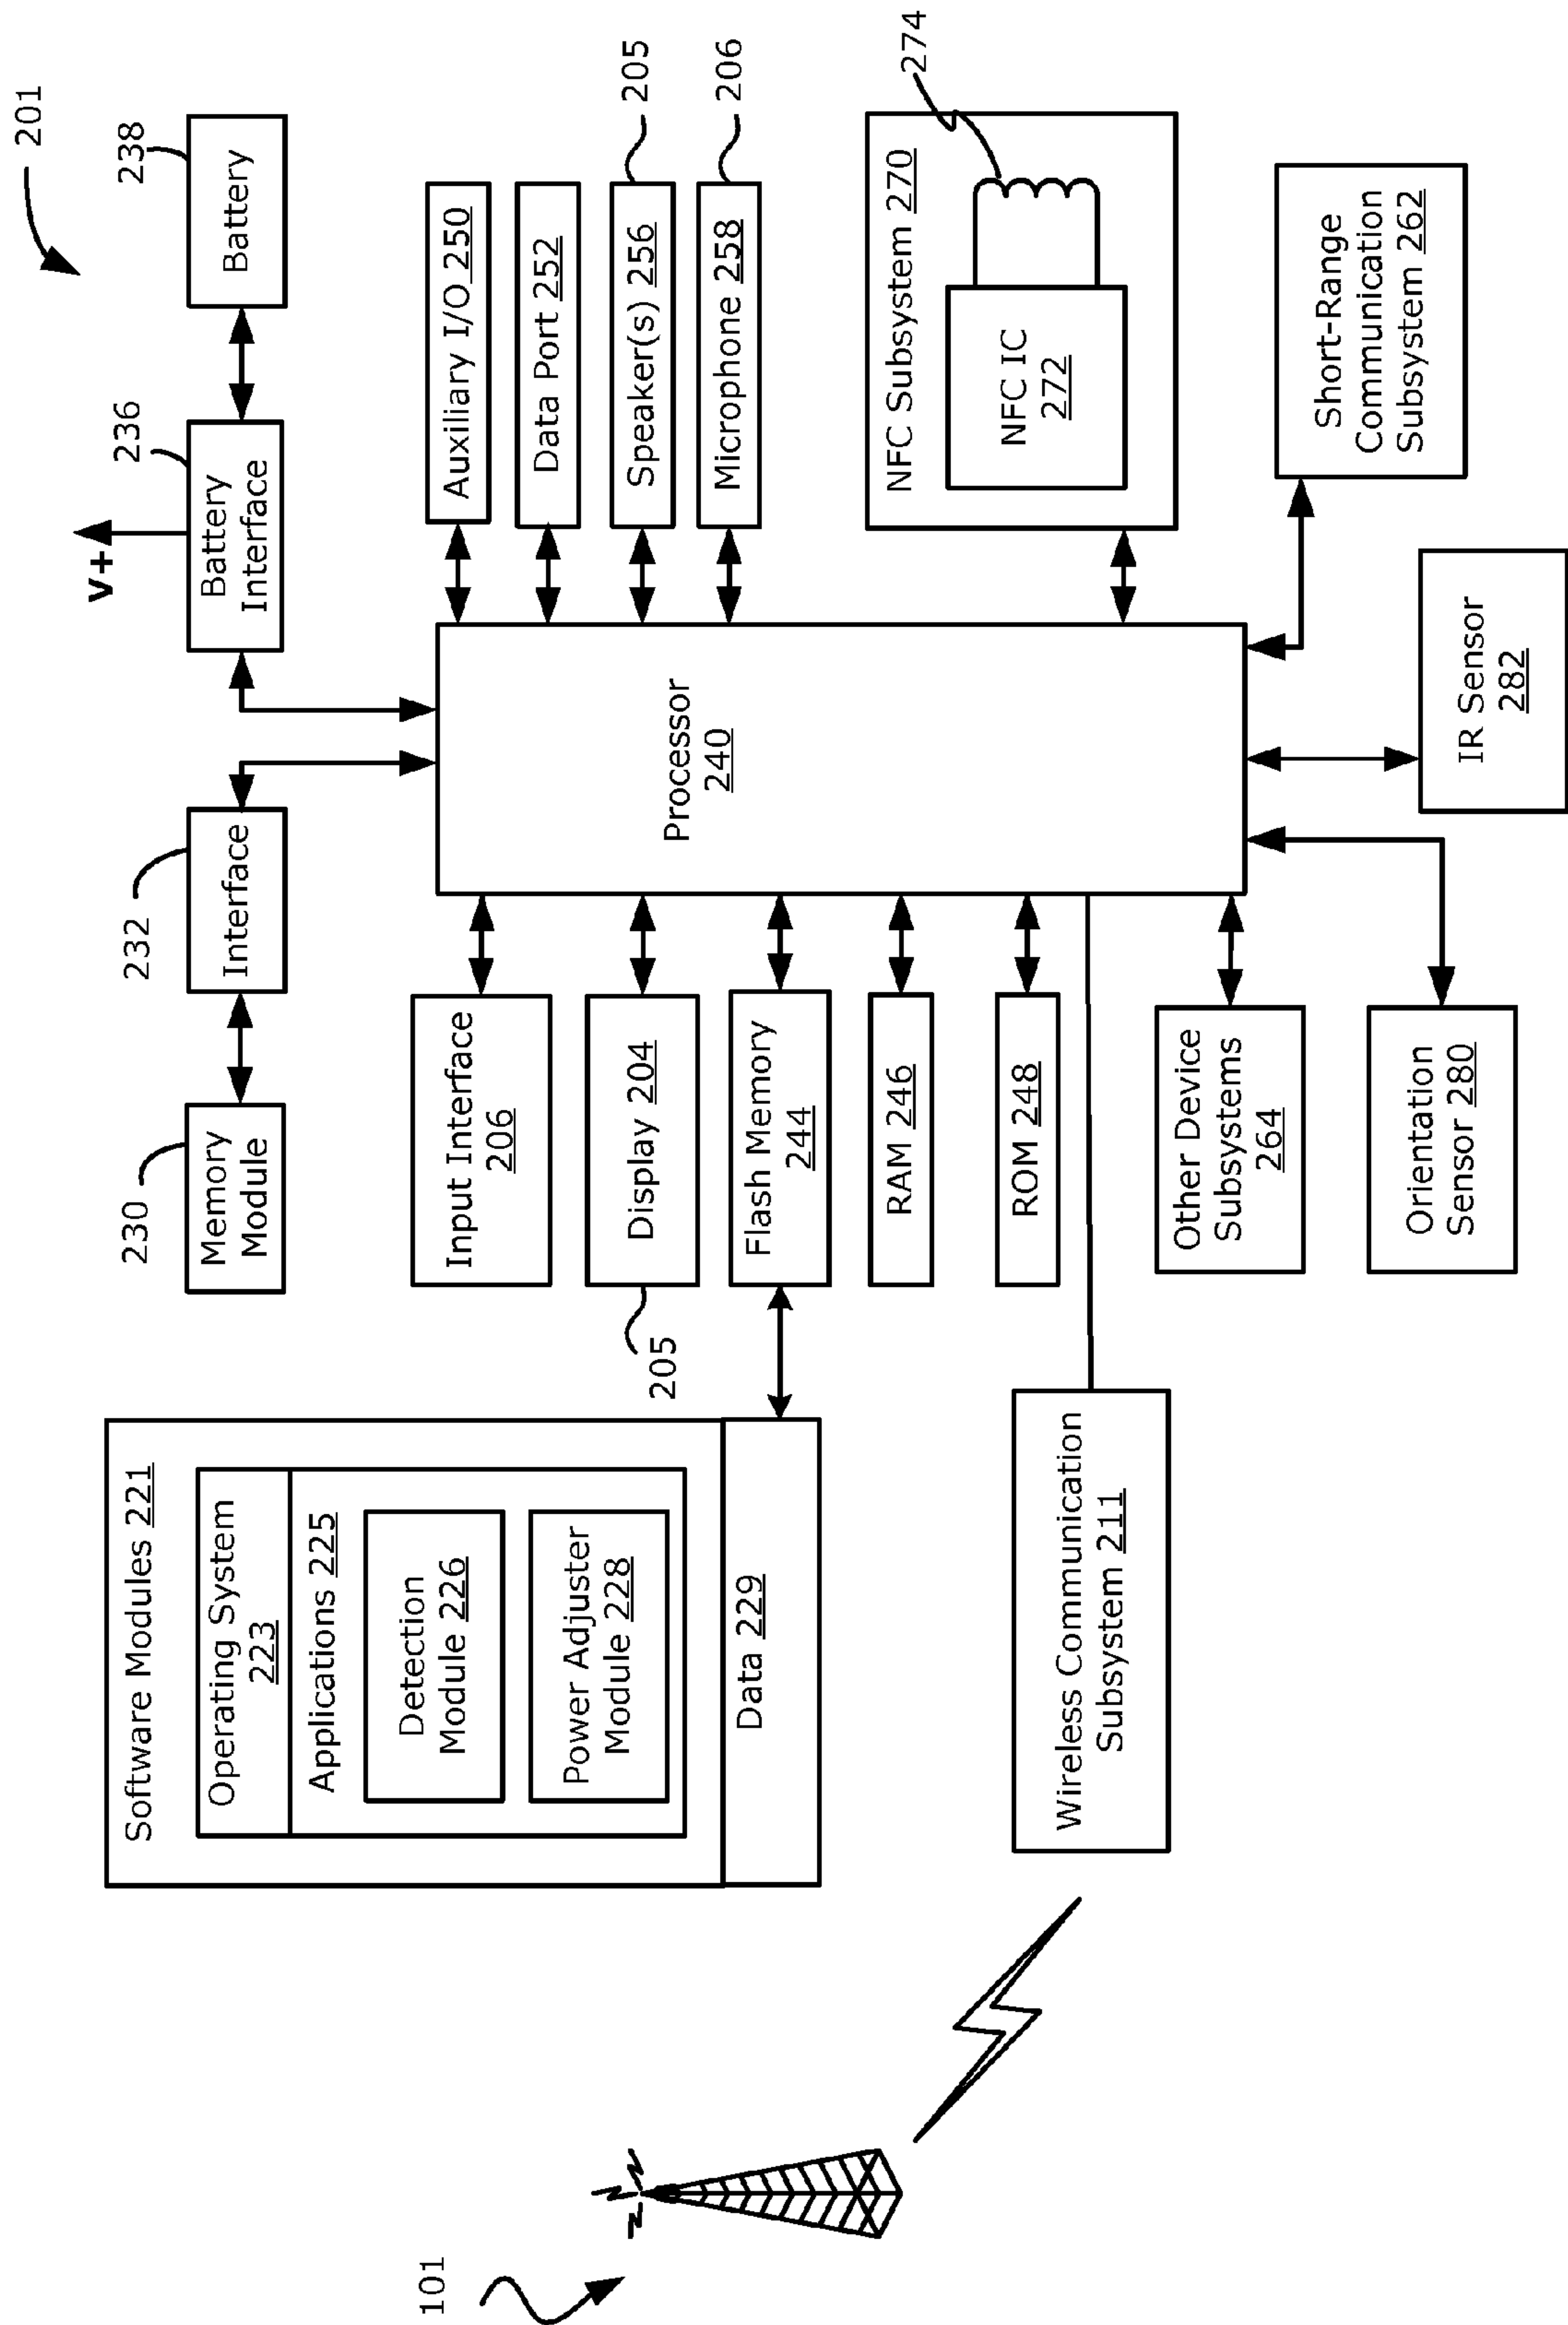 201
V+
230
232
236
238
Memory
Module
Interface
Battery
Interface
Battery
Software Modules 221
Operating System
223
Applications 225
Detection
Module 226
Power Adjuster
Module 228
Data 229
Input Interface
206
Display 204
205
Flash Memory
244
RAM 246
ROM 248
Processor
240
Auxiliary I/O 250
Data Port 252
Speaker(s) 256
205
Microphone 258
206
NFC Subsystem 270
NFC IC
272
274
101
Wireless Communication
Subsystem 211
Other Device
Subsystems
264
Orientation
Sensor 280
IR Sensor
282
Short-Range
Communication
Subsystem 262